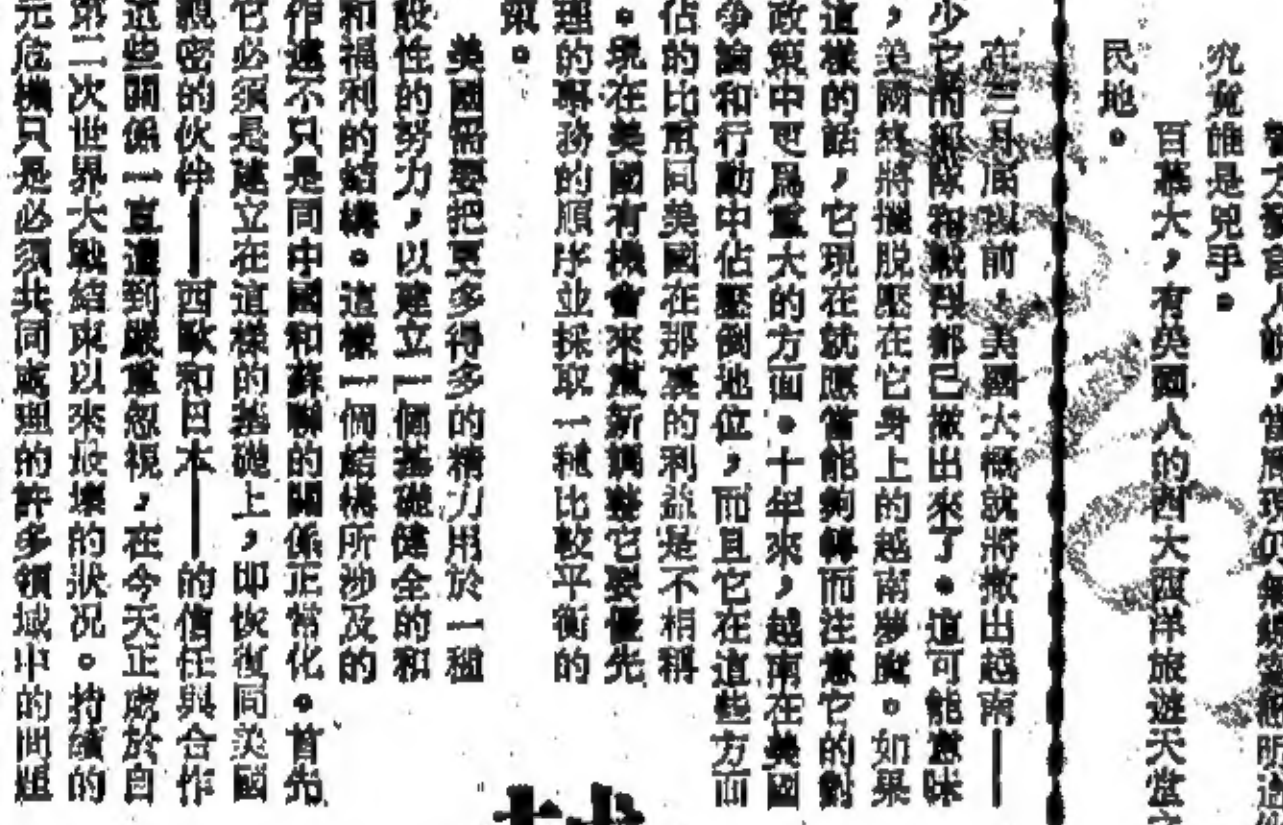 究竟誰是兇手。
百慕大,有英國人的西大西洋旅遊天堂之
民地。
在三月底以前,美國大概就將撤出越南——
少它的部隊和戰俘都已撤出來了。這可能意味
,美國終將擺脫壓在它身上的越南夢魘。如果
這樣的話,它現在就應當能夠轉而注意它的對
政策中更爲重大的方面。十年來,越南在美國
爭論和行動中佔壓倒地位,而且它在這些方面
佔的比重同美國在那裏的利益是不相稱
。現在美國有機會來重新調整它要優先
理的事務的順序並採取一種比較平衡的
策。
美國需要把更多得多的精力用於一種
般性的努力,以建立一個基礎健全的和
和福利的結構。這樣一個結構所涉及的
作遠不只是同中國和蘇聯的關係正常化。首先
它必須是建立在這樣的基礎上,即恢復同美國
親密的伙伴——西歐和日本——的信任與合作
這些關係一直遭到嚴重忽視,在今天正處於自
第二次世界大戰結束以來最壞的狀況。持續的
元危機只是必須共同處理的許多領域中的問題